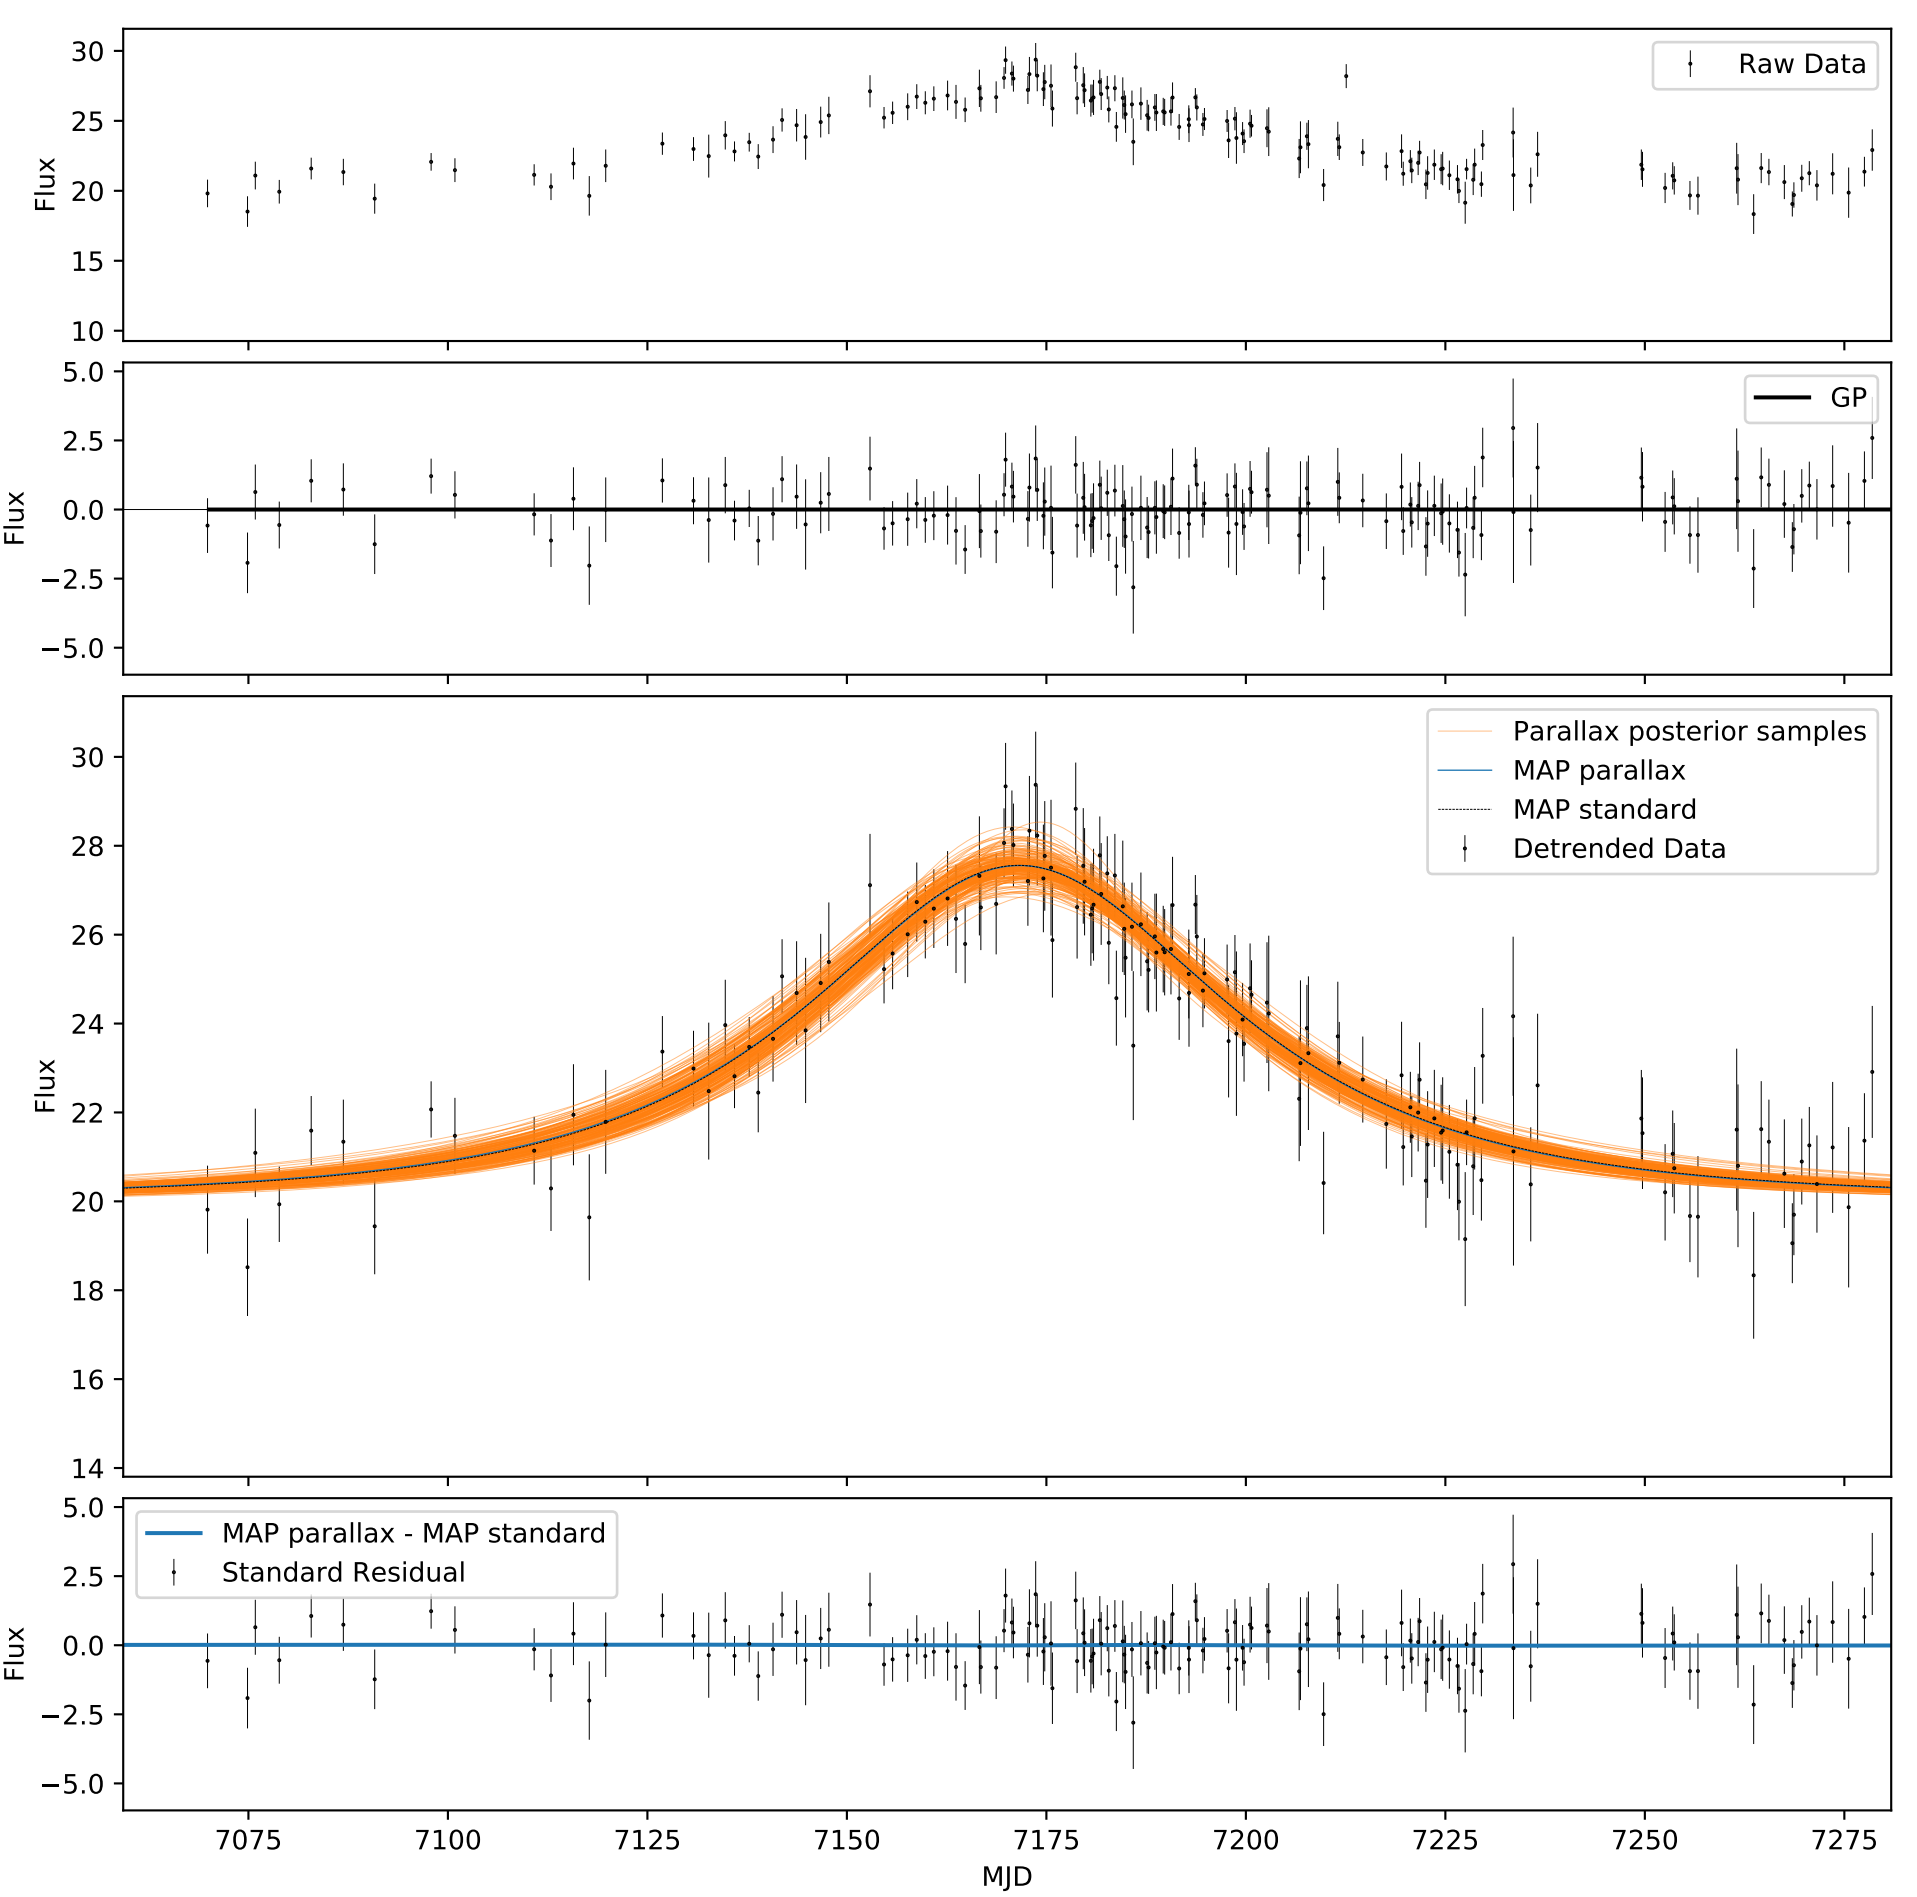 30
25
20
15
10
Flux
Raw Data
5.0
2.5
0.0
−2.5
−5.0
Flux
GP
30
28
26
24
22
20
18
16
14
Flux
Parallax posterior samples
MAP parallax
MAP standard
Detrended Data
5.0
2.5
0.0
−2.5
−5.0
Flux
MAP parallax - MAP standard
Standard Residual
7075 7100 7125 7150 7175 7200 7225 7250 7275
MJD